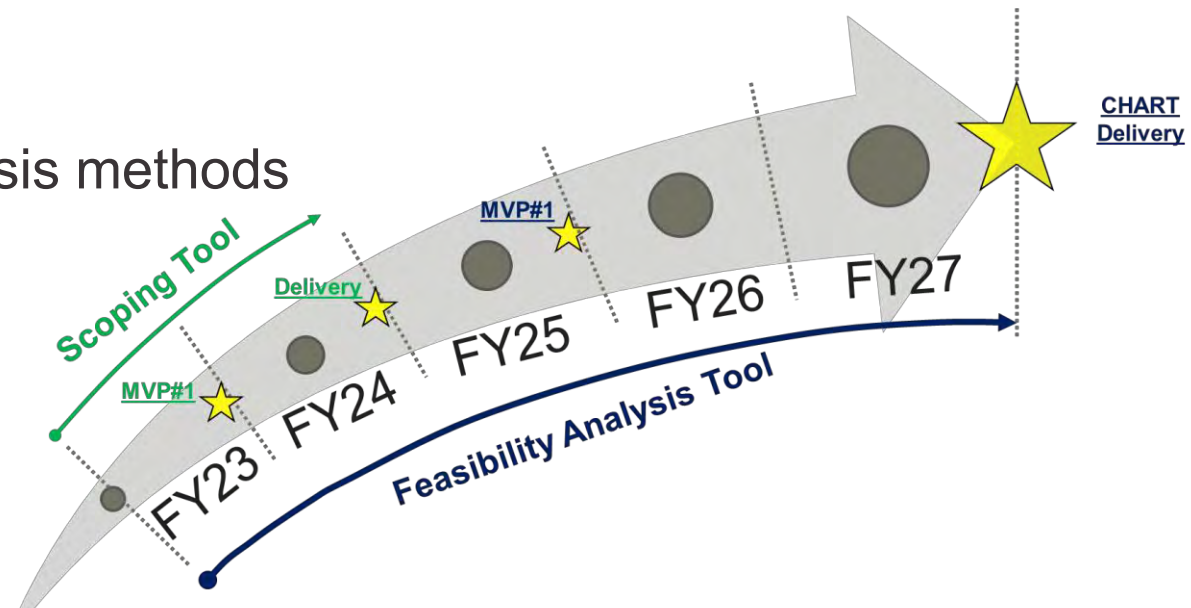 sis methods
Scoping Tool
MVP#1
Delivery
MVP#1
CHART
Delivery
FY23
FY24
FY25
FY26
FY27
Feasibility Analysis Tool